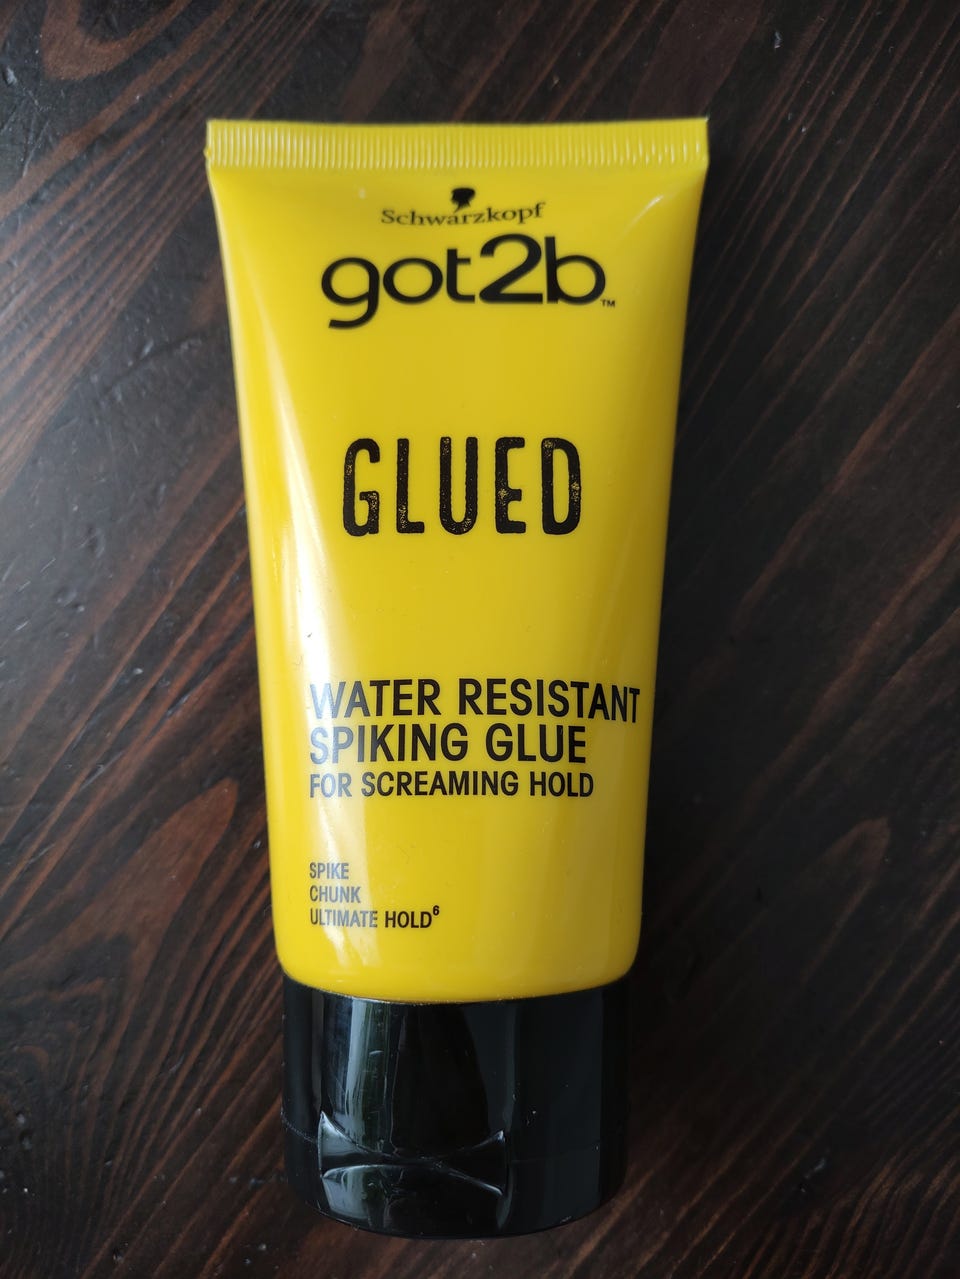 Schwarzkopf
got2b™
GLUED
WATER RESISTANT
SPIKING GLUE
FOR SCREAMING HOLD
SPIKE
CHUNK
ULTIMATE HOLD⁶